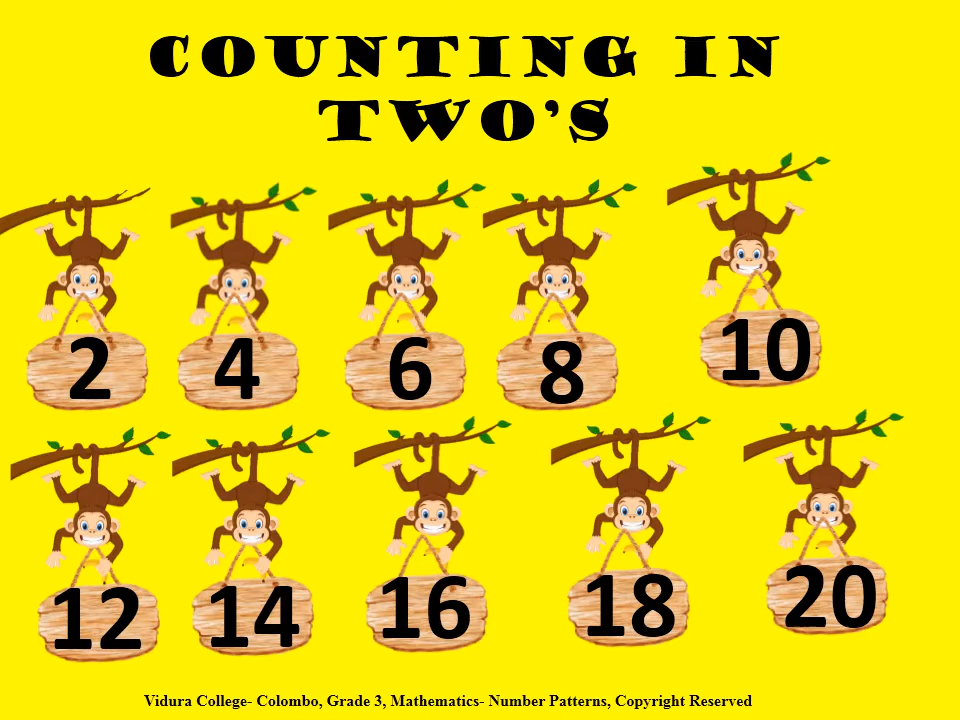 COUNTING IN
TWO'S
2 4 6 8 10
12 14 16 18 20
Vidura College- Colombo, Grade 3, Mathematics- Number Patterns, Copyright Reserved